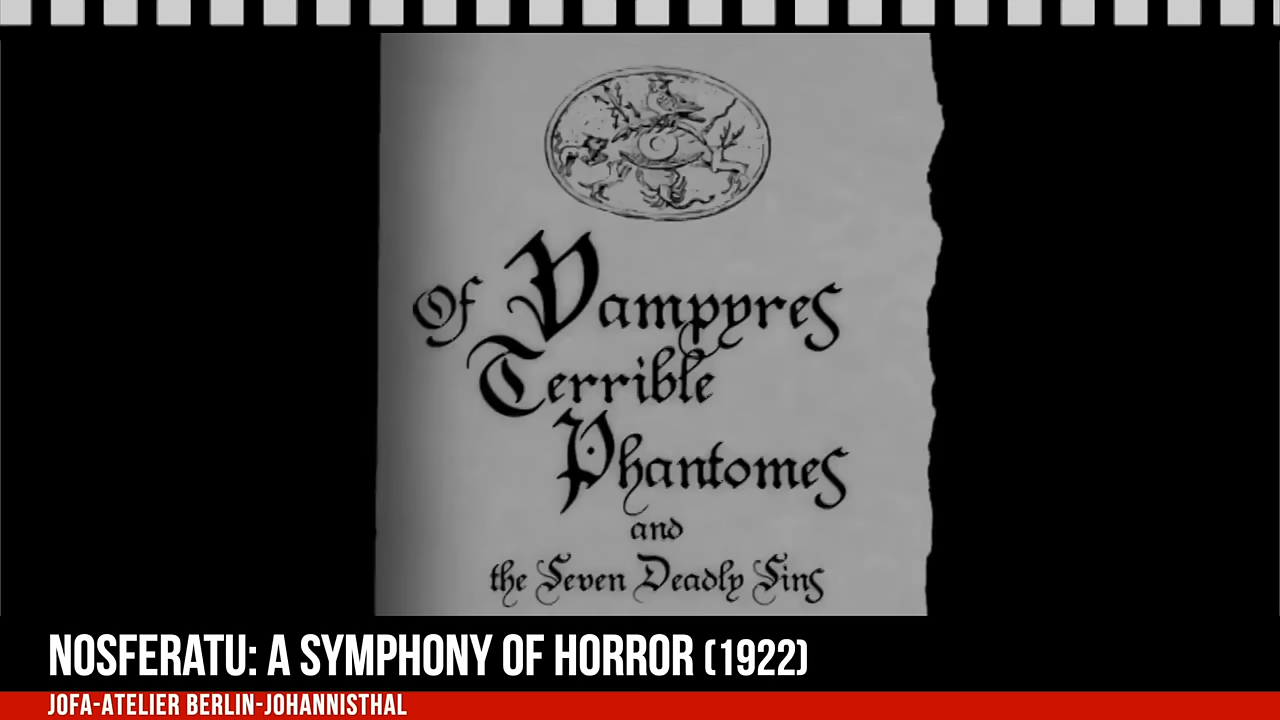 Of Vampyres
Terrible
Phantomes
and
the Seven Deadly Sins
NOSFERATU: A SYMPHONY OF HORROR (1922)
JOFA-ATELIER BERLIN-JOHANNISTHAL